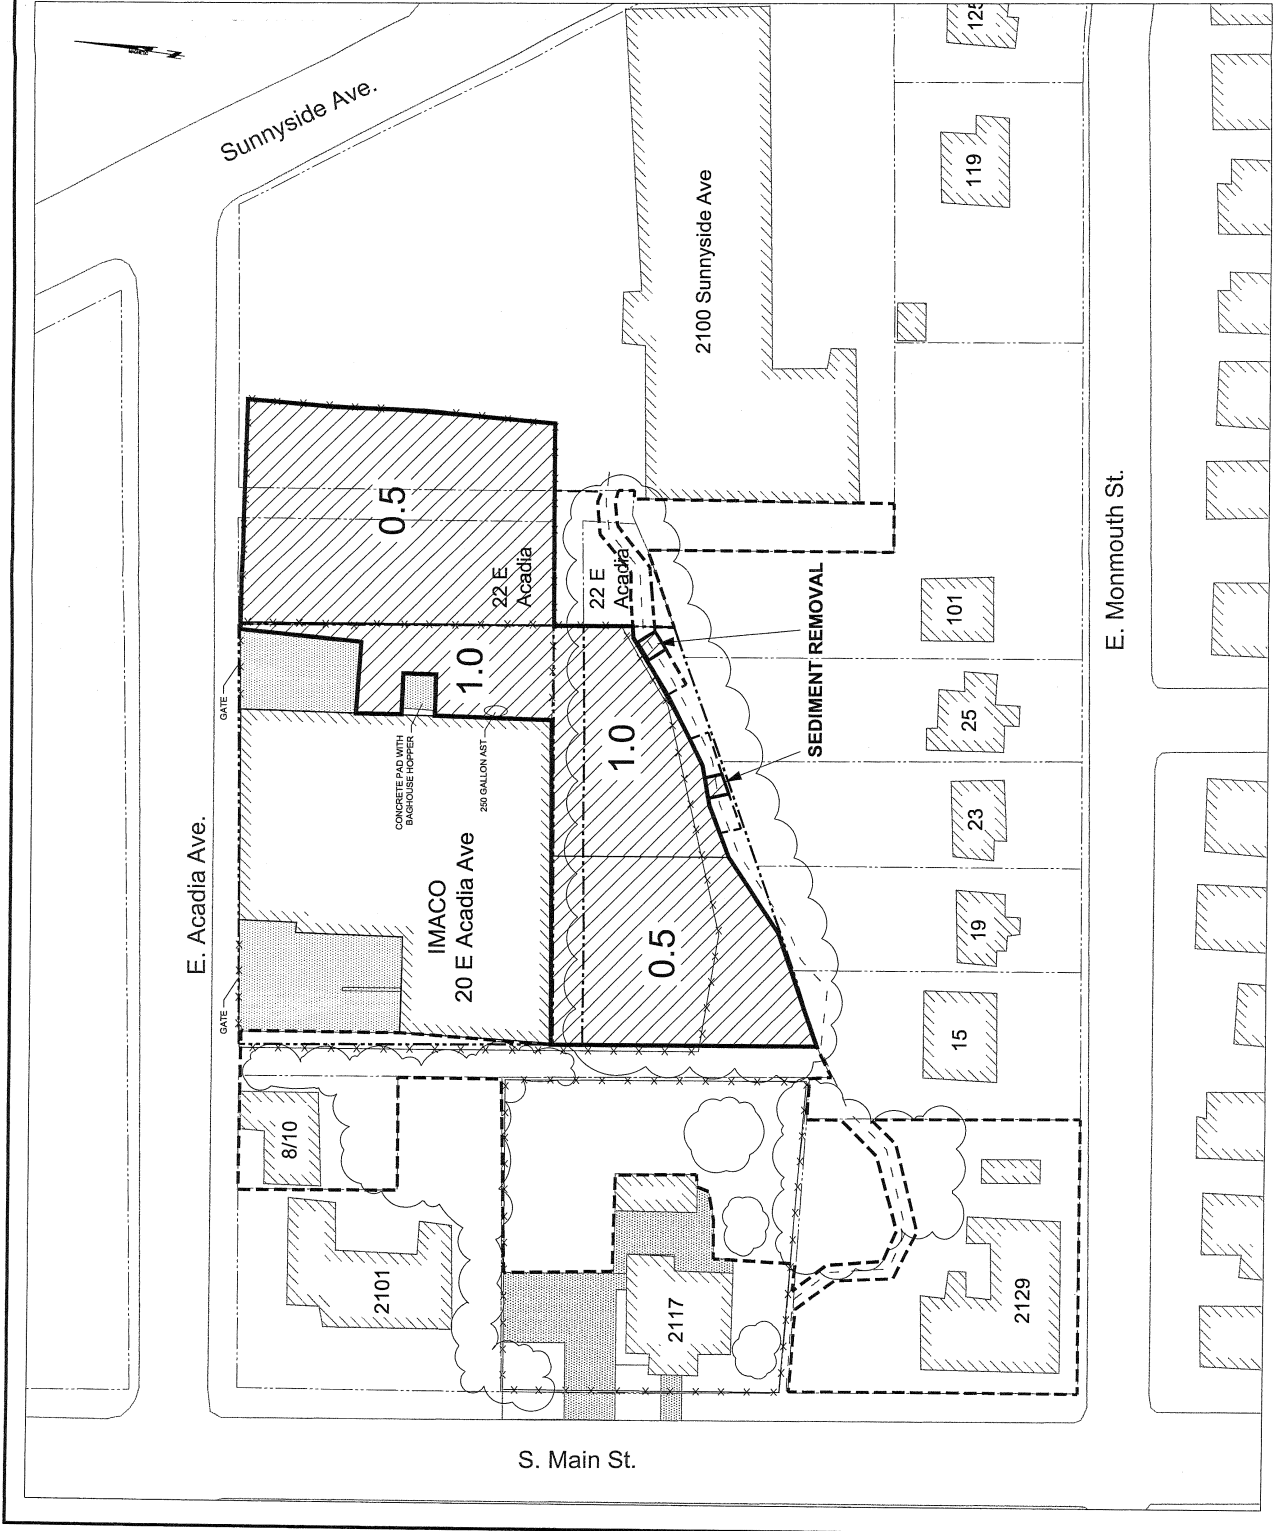 Sunnyside Ave.
125
119
2100 Sunnyside Ave
0.5
22 E
Acadia
22 E
Acadia
E. Monmouth St.
101
1.0
GATE
SEDIMENT REMOVAL
25
1.0
CONCRETE PAD WITH
BAGHOUSE HOPPER
250 GALLON AST
23
E. Acadia Ave.
IMACO
20 E Acadia Ave
0.5
19
GATE
15
8/10
2101
2117
2129
S. Main St.